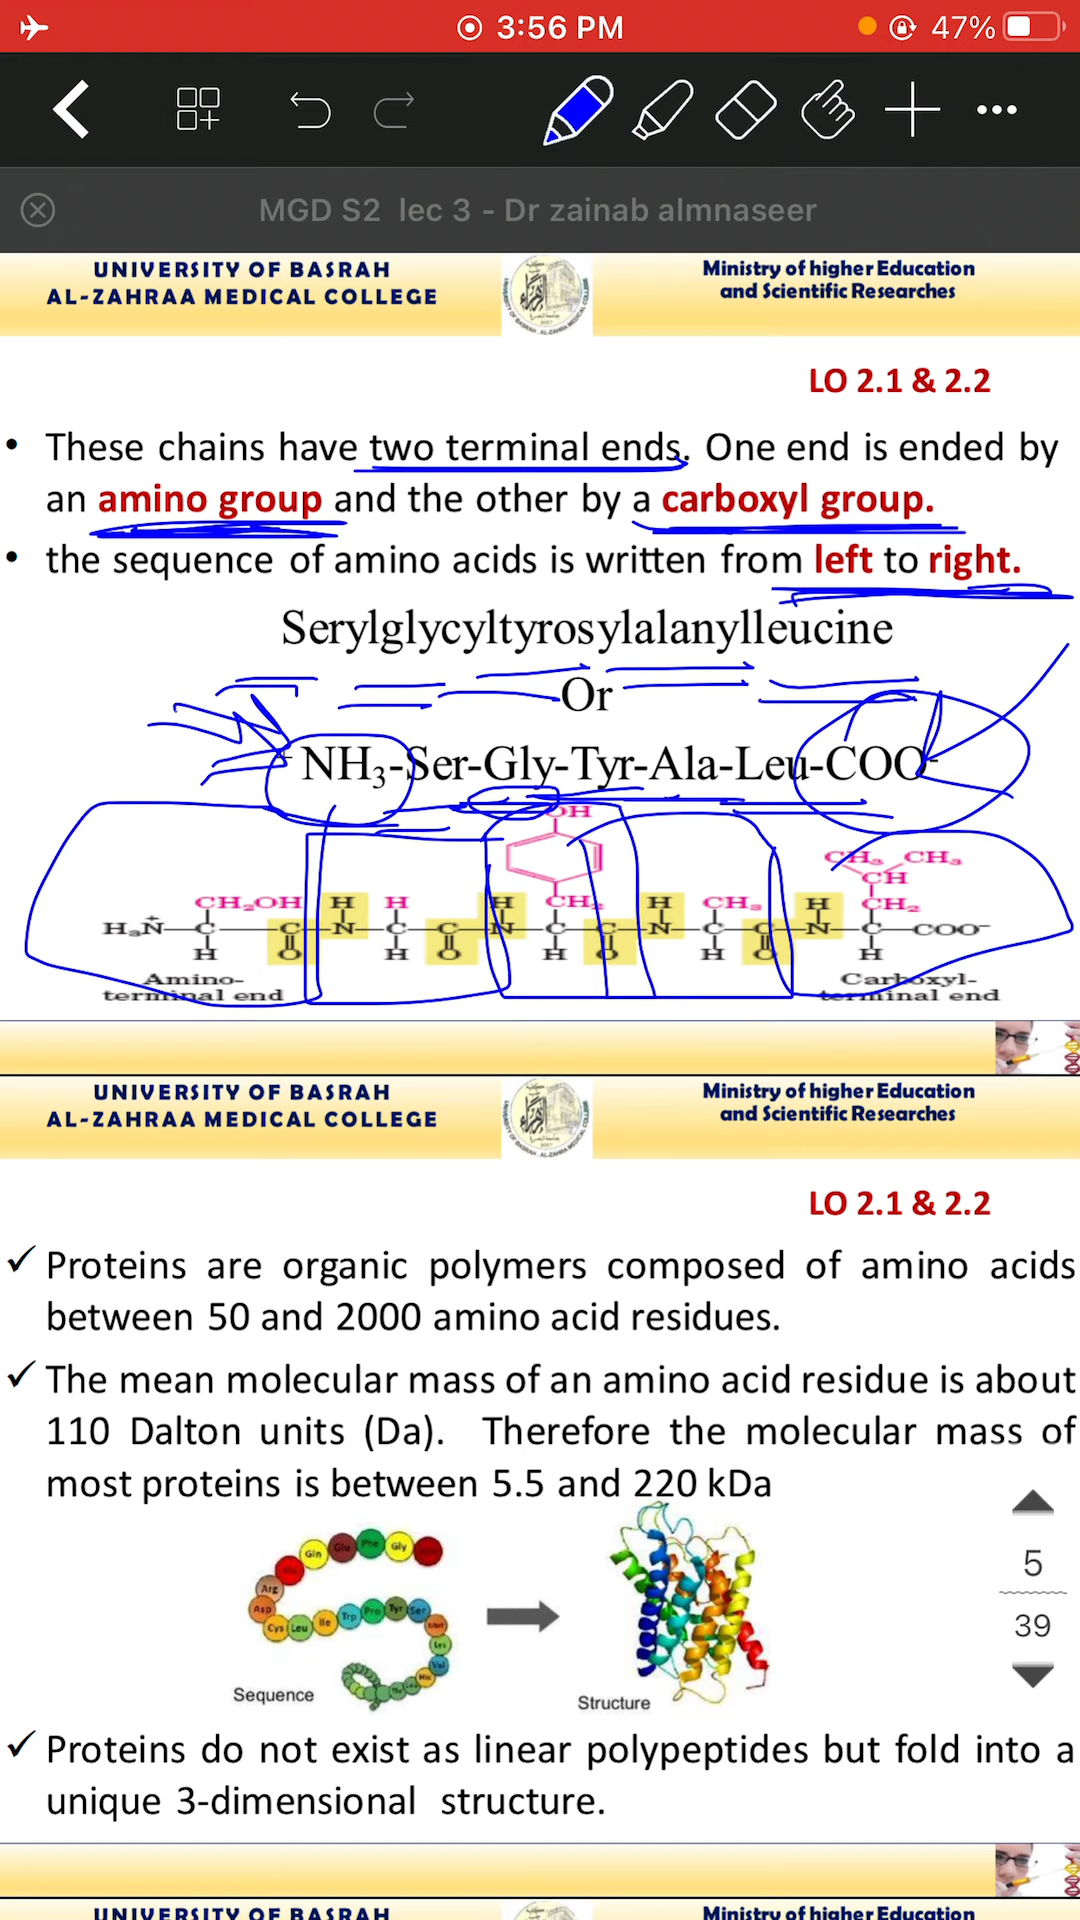 3:56 PM
47%
MGD S2 lec 3 - Dr zainab almnaseer
UNIVERSITY OF BASRAH
AL-ZAHRAA MEDICAL COLLEGE
Ministry of higher Education
and Scientific Researches
LO 2.1 & 2.2
• These chains have two terminal ends. One end is ended by
an amino group and the other by a carboxyl group.
• the sequence of amino acids is written from left to right.
Serylglycyltyrosylalanylleucine
Or
+NH3-Ser-Gly-Tyr-Ala-Leu-COO-
OH
CH₃ CH₃
CH
CH₂OH H H H CH₂ H CH₃ H CH₂
H₃N+ C C N C C N C C N C C N C COO-
H O H O H O H O H
Amino-
terminal end
Carboxyl-
terminal end
UNIVERSITY OF BASRAH
AL-ZAHRAA MEDICAL COLLEGE
Ministry of higher Education
and Scientific Researches
LO 2.1 & 2.2
✓ Proteins are organic polymers composed of amino acids
between 50 and 2000 amino acid residues.
✓ The mean molecular mass of an amino acid residue is about
110 Dalton units (Da). Therefore the molecular mass of
most proteins is between 5.5 and 220 kDa
Gln Glu Phe Gly
Arg
Asp
Cys Leu Ile Trp Pro Tyr Ser
Met
Lys
Val
His
Leu
Sequence
Structure
5
39
✓ Proteins do not exist as linear polypeptides but fold into a
unique 3-dimensional structure.
UNIVERSITY OF BASRAH
Ministry of higher Education